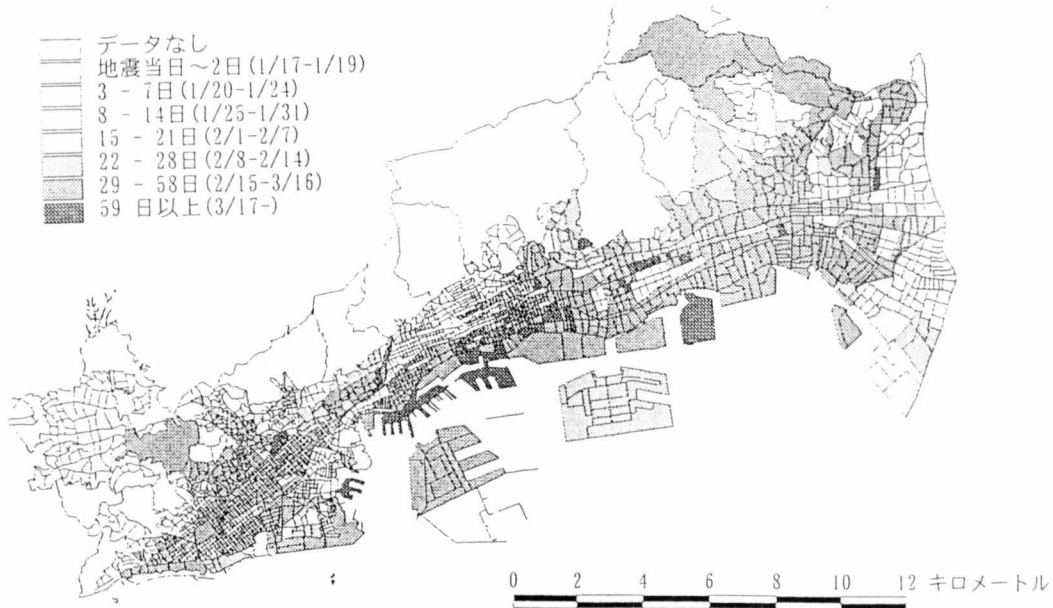 データなし
地震当日～2日(1/17-1/19)
3 - 7日(1/20-1/24)
8 - 14日(1/25-1/31)
15 - 21日(2/1-2/7)
22 - 28日(2/8-2/14)
29 - 58日(2/15-3/16)
59 日以上(3/17-)
0 2 4 6 8 10 12 キロメートル